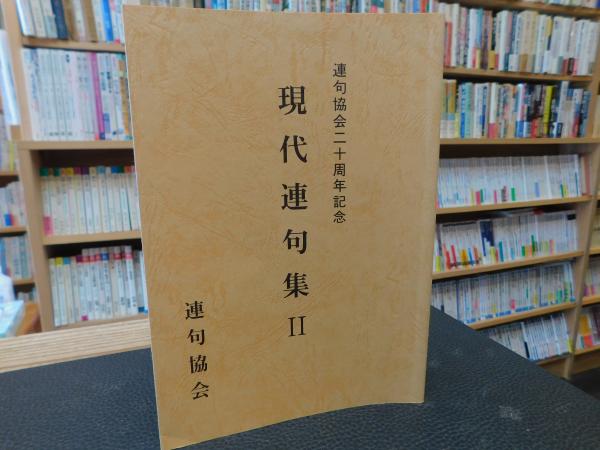 連句協会二十周年記念
現代連句集 II
連句協会